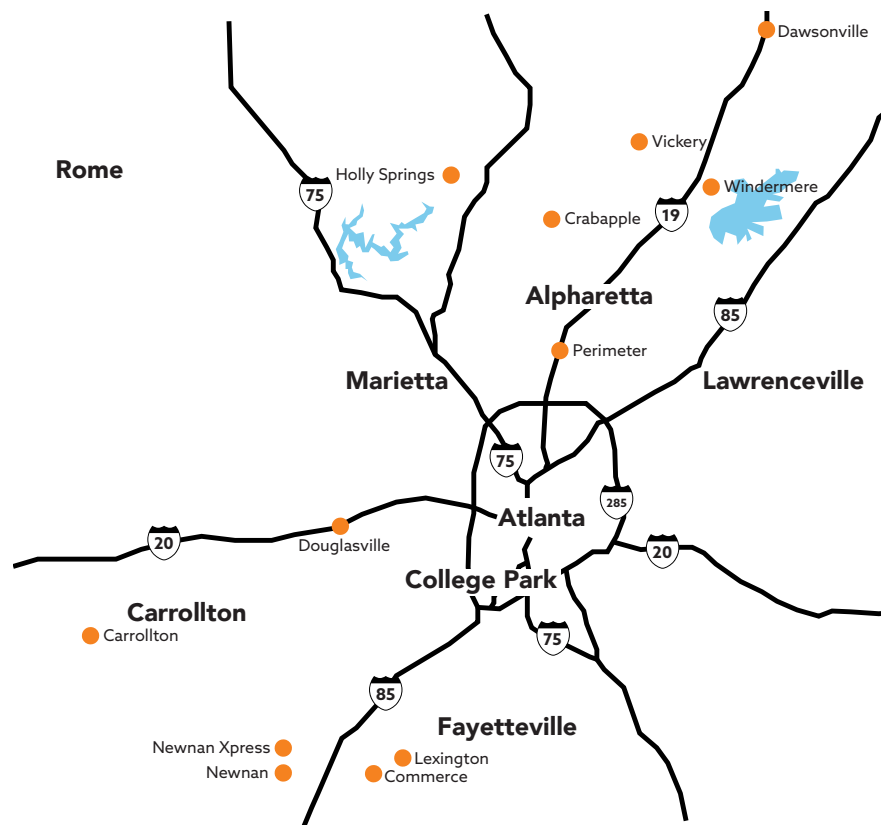 Dawsonville
Vickery
Rome
Holly Springs
75
Windermere
19
Crabapple
Alpharetta
85
Perimeter
Marietta
Lawrenceville
75
285
Atlanta
20
Douglasville
20
College Park
Carrollton
Carrollton
75
85
Fayetteville
Newnan Xpress
Lexington
Newnan
Commerce